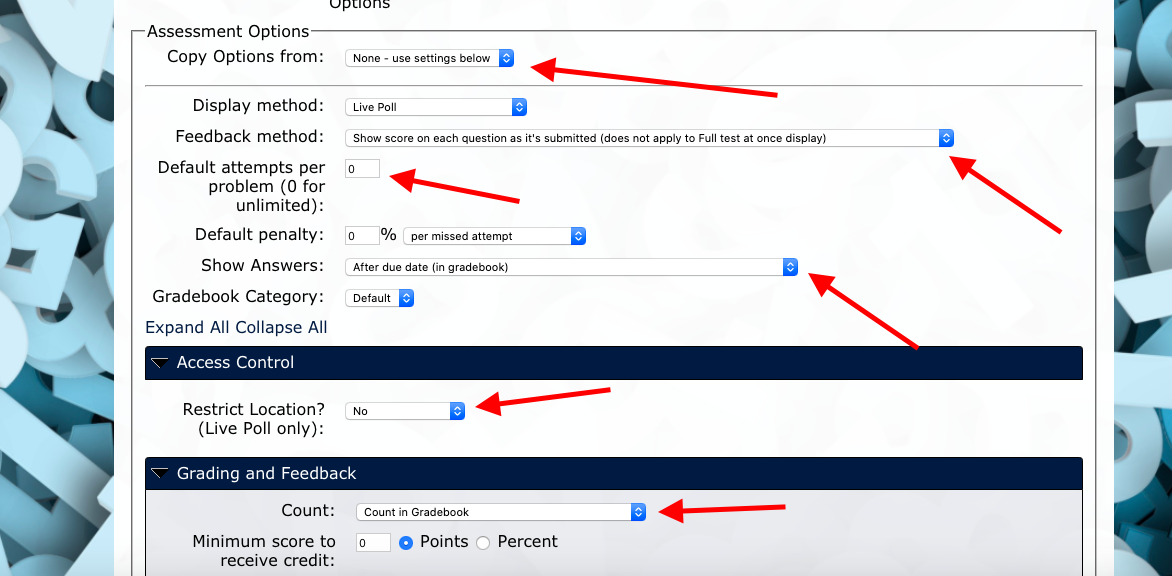 Options
Assessment Options
Copy Options from: None - use settings below
Display method: Live Poll
Feedback method: Show score on each question as it's submitted (does not apply to Full test at once display)
Default attempts per 0
problem (0 for
unlimited):
Default penalty: 0 % per missed attempt
Show Answers: After due date (in gradebook)
Gradebook Category: Default
Expand All Collapse All
Access Control
Restrict Location? No
(Live Poll only):
Grading and Feedback
Count: Count in Gradebook
Minimum score to 0 Points Percent
receive credit: